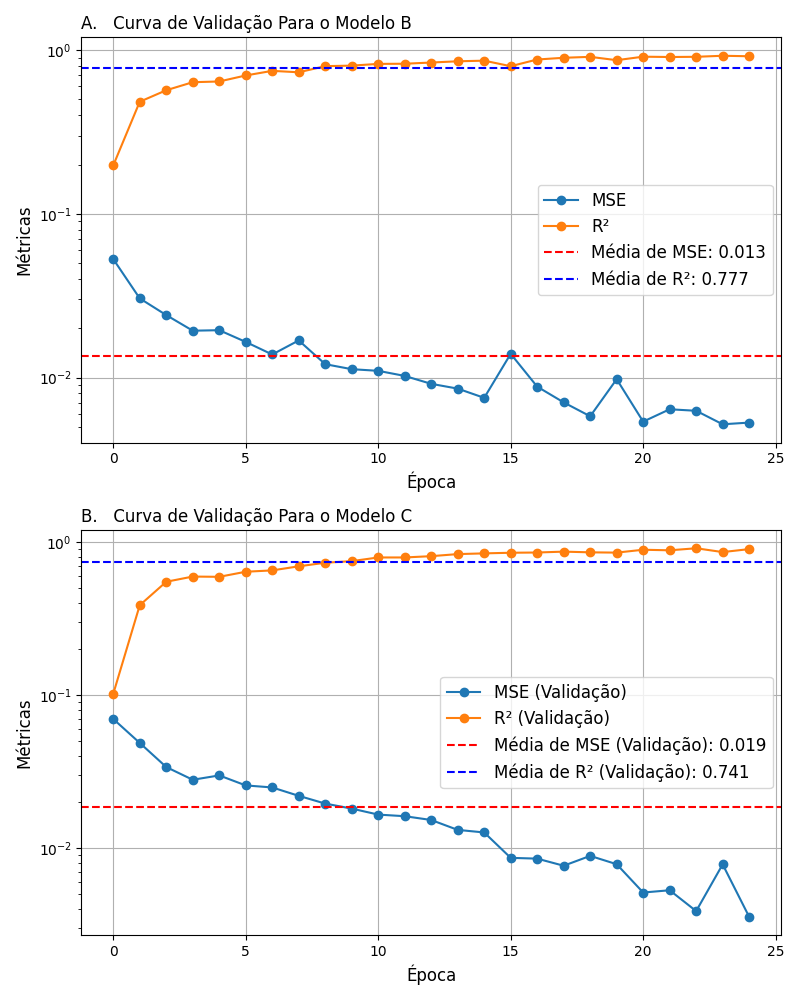 A.   Curva de Validação Para o Modelo B
10⁰
10⁻¹
10⁻²
Métricas
MSE
R²
Média de MSE: 0.013
Média de R²: 0.777
0 5 10 15 20 25
Época
B.   Curva de Validação Para o Modelo C
10⁰
10⁻¹
10⁻²
Métricas
MSE (Validação)
R² (Validação)
Média de MSE (Validação): 0.019
Média de R² (Validação): 0.741
0 5 10 15 20 25
Época